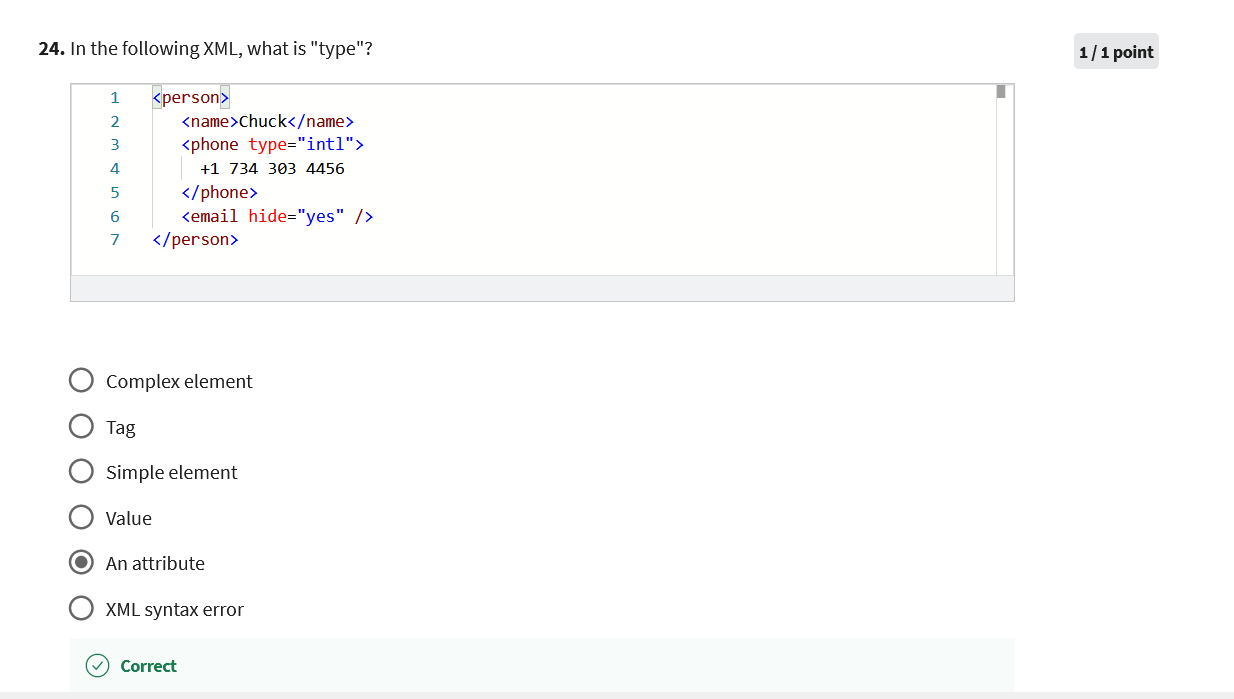 24. In the following XML, what is "type"?
1 / 1 point
1 <person>
2 <name>Chuck</name>
3 <phone type="intl">
4 +1 734 303 4456
5 </phone>
6 <email hide="yes" />
7 </person>
Complex element
Tag
Simple element
Value
An attribute
XML syntax error
Correct